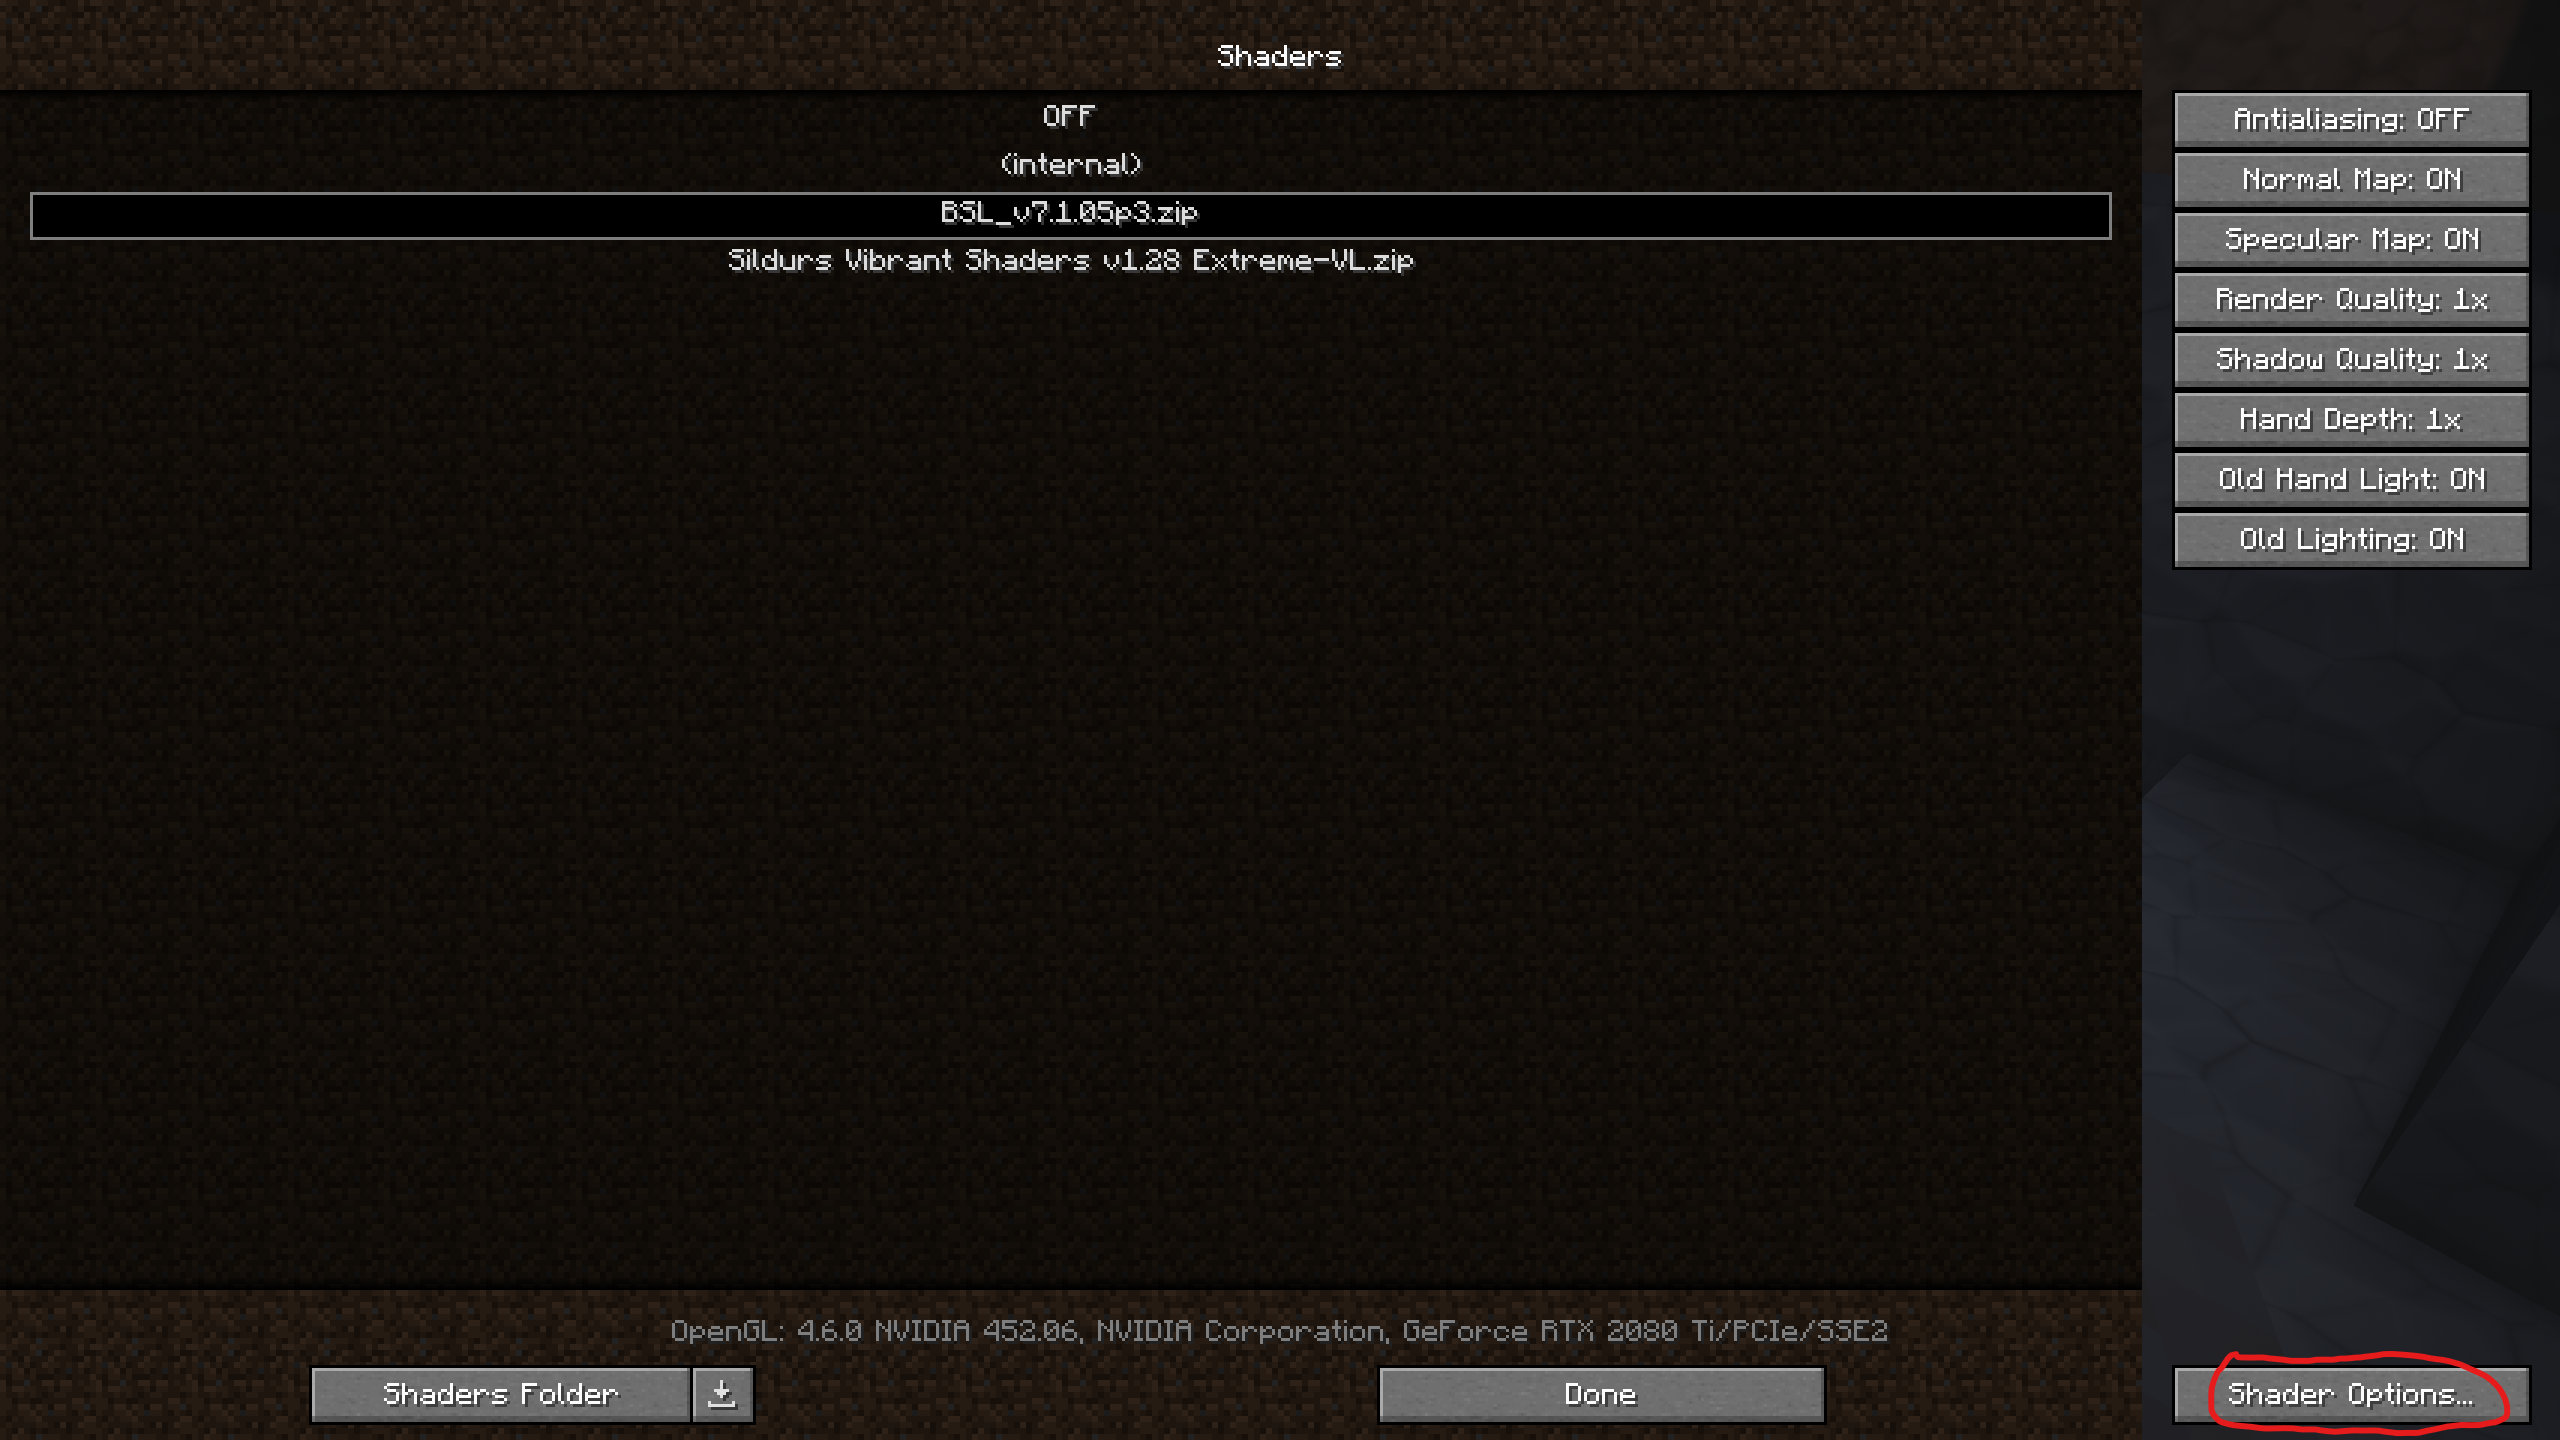 Shaders
OFF
(internal)
BSL_v7.1.05p3.zip
Sildurs Vibrant Shaders v1.28 Extreme-VL.zip
Antialiasing: OFF
Normal Map: ON
Specular Map: ON
Render Quality: 1x
Shadow Quality: 1x
Hand Depth: 1x
Old Hand Light: ON
Old Lighting: ON
OpenGL: 4.6.0 NVIDIA 452.06, NVIDIA Corporation, GeForce RTX 2080 Ti/PCIe/SSE2
Shaders Folder
Done
Shader Options...